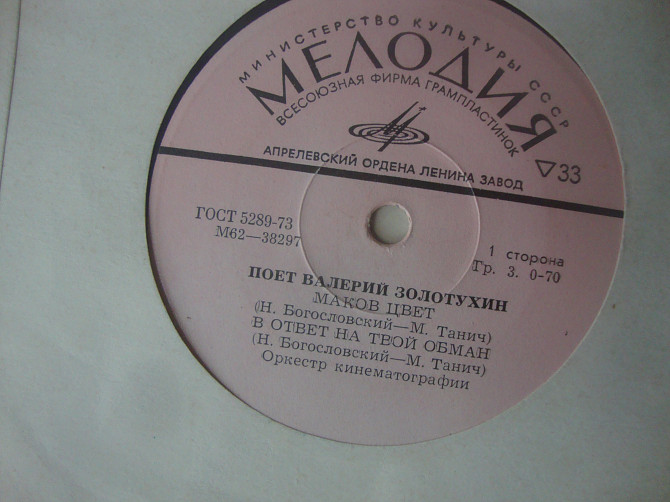 МИНИСТЕРСТВО КУЛЬТУРЫ СССР
МЕЛОДИЯ
ВСЕСОЮЗНАЯ ФИРМА ГРАМПЛАСТИНОК
АПРЕЛЕВСКИЙ ОРДЕНА ЛЕНИНА ЗАВОД
33
ГОСТ 5289-73
М62—38297
1 сторона
Гр. 3. 0-70
ПОЕТ ВАЛЕРИЙ ЗОЛОТУХИН
МАКОВ ЦВЕТ
(Н. Богословский—М. Танич)
В ОТВЕТ НА ТВОЙ ОБМАН
(Н. Богословский—М. Танич)
Оркестр кинематографии